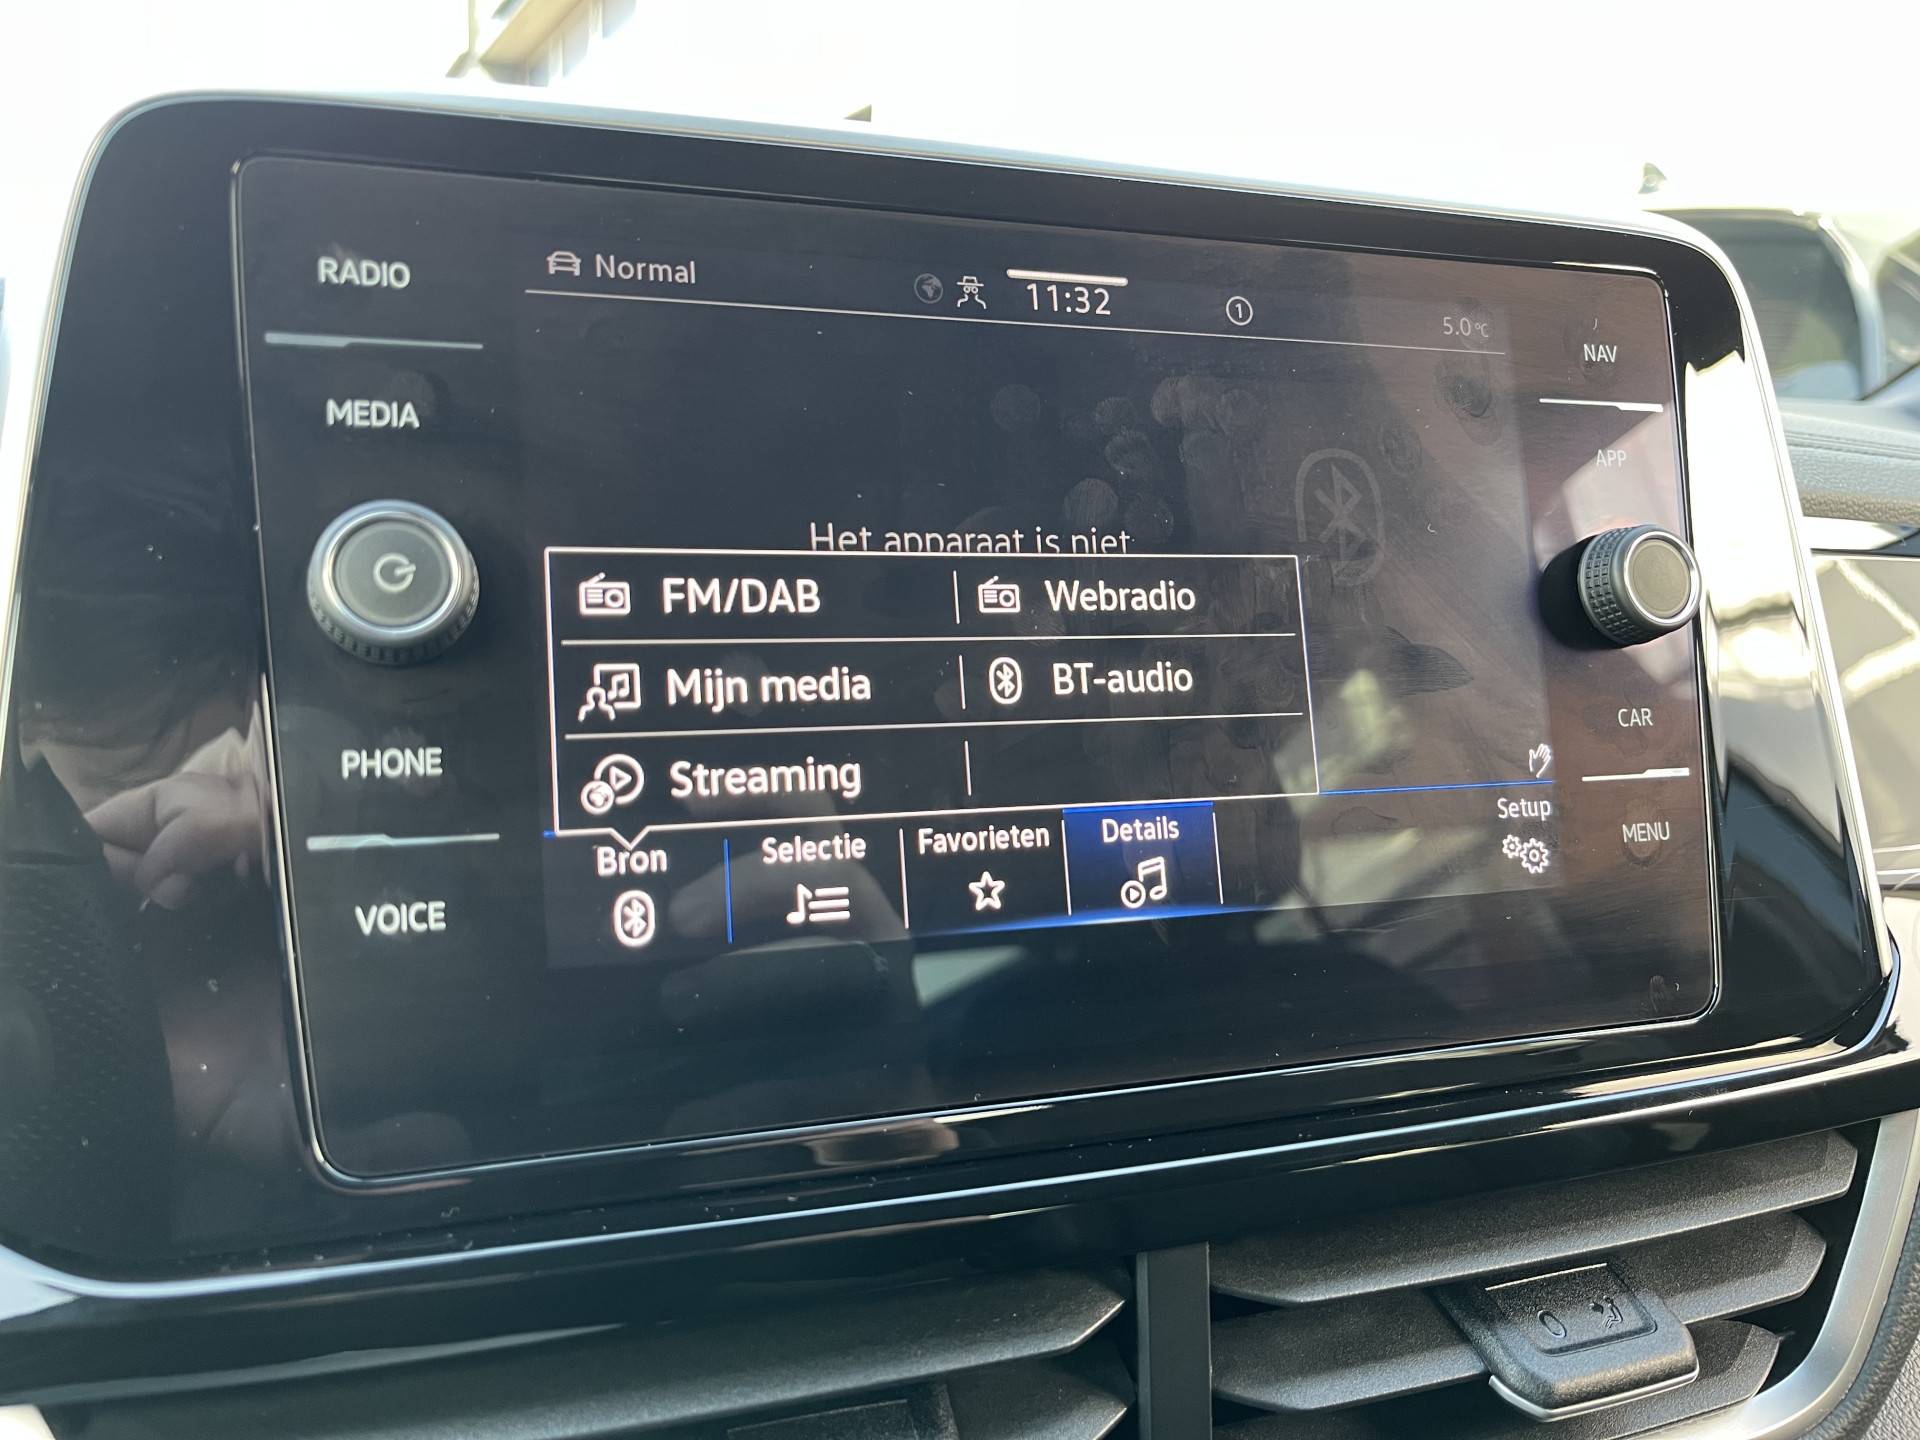 RADIO
MEDIA
PHONE
VOICE
Normal
11:32
1
5.0°C
Het apparaat is niet
FM/DAB
Webradio
Mijn media
BT-audio
Streaming
Bron
Selectie
Favorieten
Details
Setup
NAV
APP
CAR
MENU